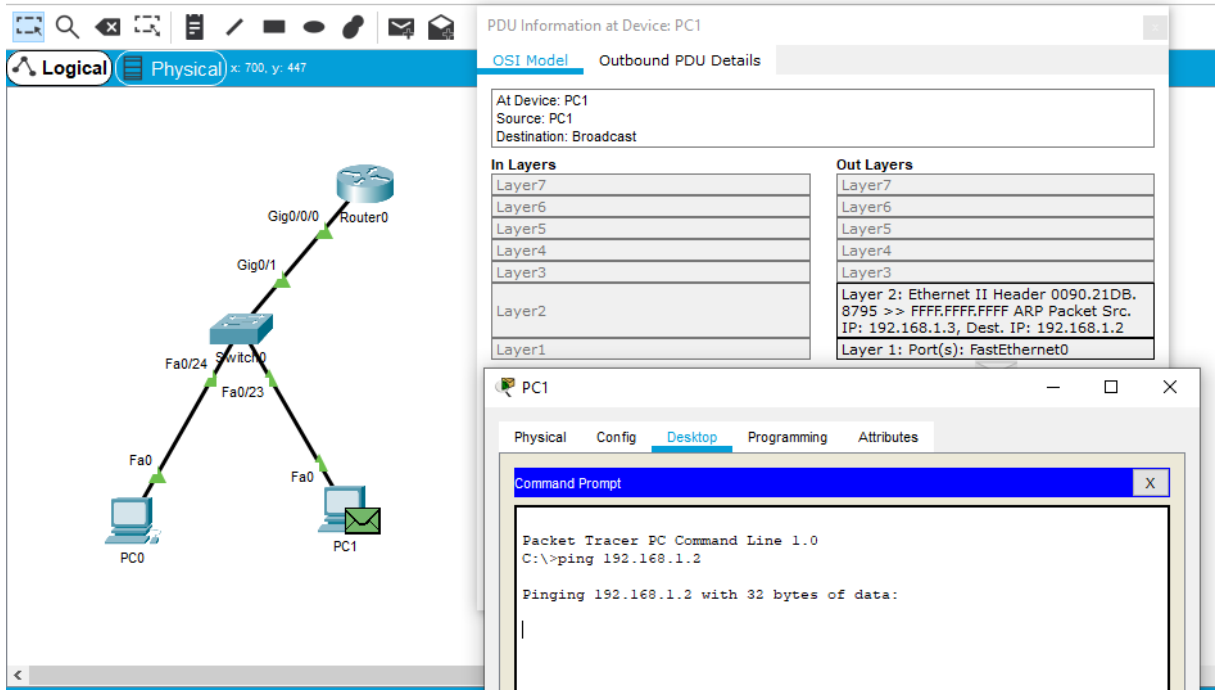 PDU Information at Device: PC1
x
Logical
Physical
x: 700, y: 447
OSI Model
Outbound PDU Details
At Device: PC1
Source: PC1
Destination: Broadcast
In Layers
Layer7
Layer6
Layer5
Layer4
Layer3
Layer2
Layer1
Out Layers
Layer7
Layer6
Layer5
Layer4
Layer3
Layer 2: Ethernet II Header 0090.21DB.
8795 >> FFFF.FFFF.FFFF ARP Packet Src.
IP: 192.168.1.3, Dest. IP: 192.168.1.2
Layer 1: Port(s): FastEthernet0
Gig0/0/0
Router0
Gig0/1
Switch0
Fa0/24
Fa0/23
Fa0
Fa0
PC0
PC1
PC1
Physical
Config
Desktop
Programming
Attributes
Command Prompt
X
Packet Tracer PC Command Line 1.0
C:\>ping 192.168.1.2
Pinging 192.168.1.2 with 32 bytes of data: